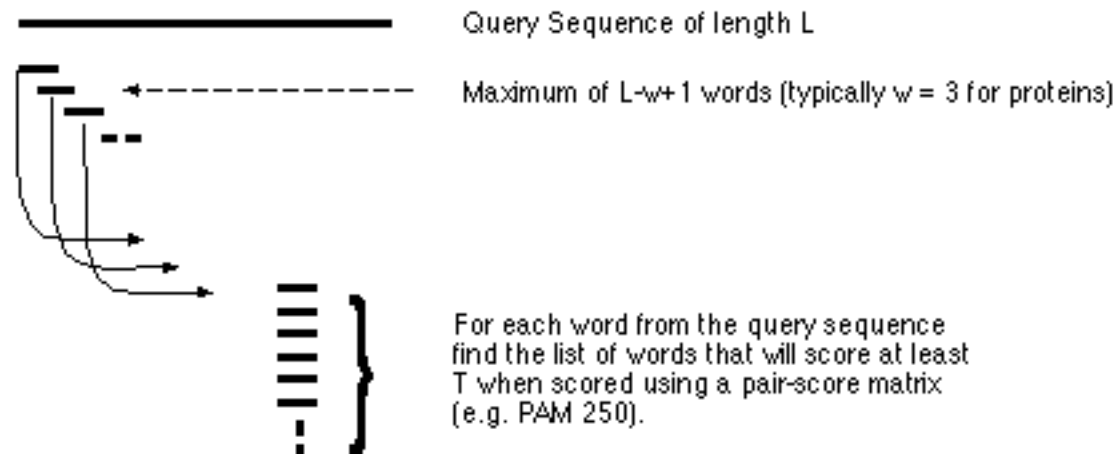 Query Sequence of length L
Maximum of L-w+1 words (typically w = 3 for proteins)
For each word from the query sequence
find the list of words that will score at least
T when scored using a pair-score matrix
(e.g. PAM 250).